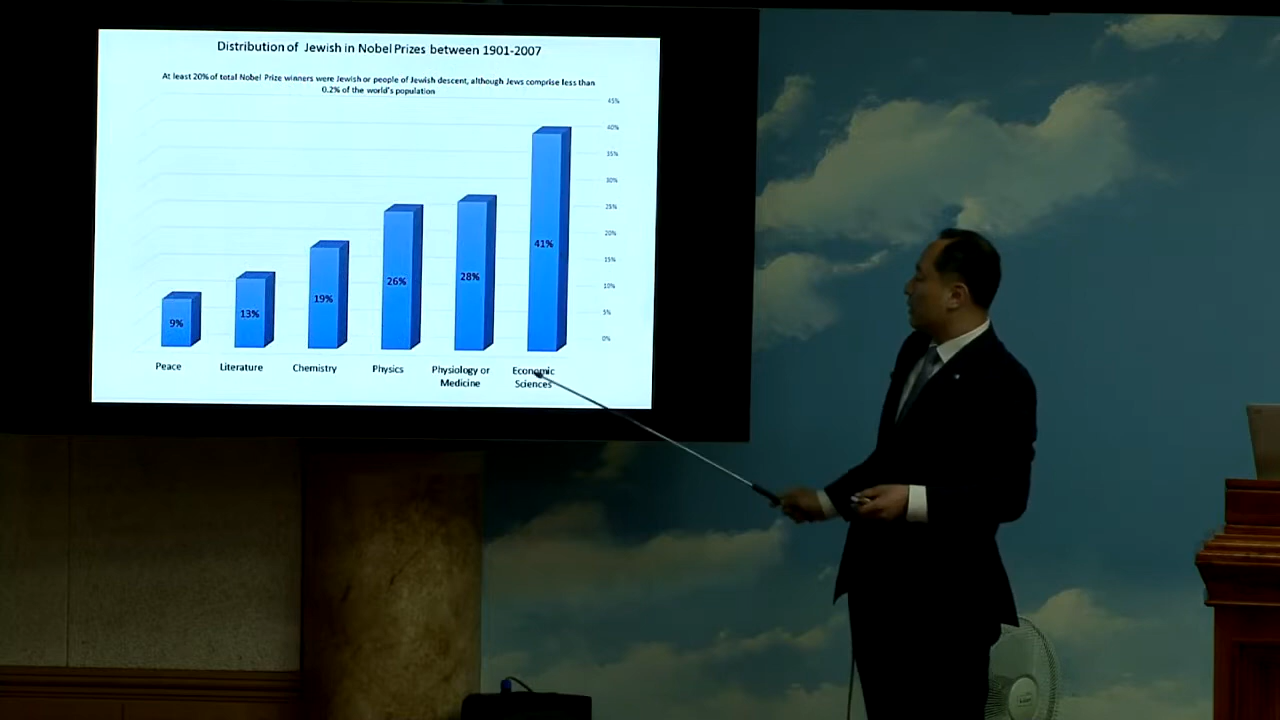 Distribution of Jewish in Nobel Prizes between 1901-2007
At least 20% of total Nobel Prize winners were Jewish or people of Jewish descent, although Jews comprise less than
0.2% of the world's population
45%
40%
35%
30%
25%
20%
15%
10%
5%
0%
9%
13%
19%
26%
28%
41%
Peace
Literature
Chemistry
Physics
Physiology or
Medicine
Economic
Sciences